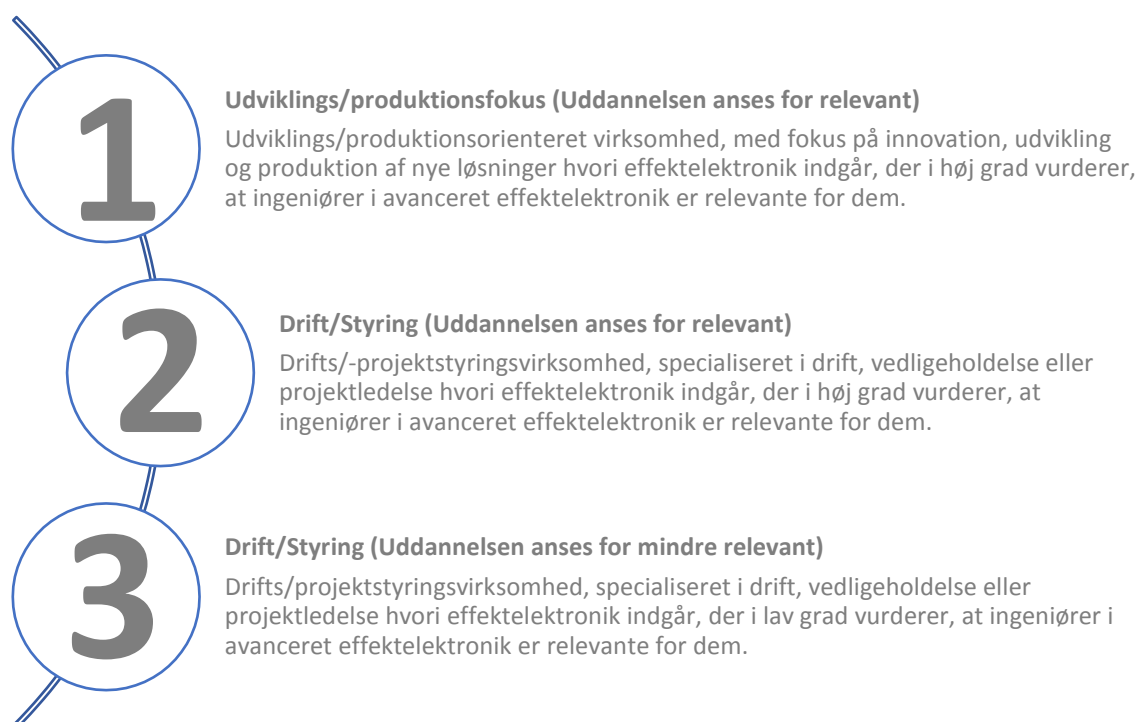 1
Udviklings/produktionsfokus (Uddannelsen anses for relevant)
Udviklings/produktionsorienteret virksomhed, med fokus på innovation, udvikling
og produktion af nye løsninger hvori effektelektronik indgår, der i høj grad vurderer,
at ingeniører i avanceret effektelektronik er relevante for dem.
2
Drift/Styring (Uddannelsen anses for relevant)
Drifts/-projektstyringsvirksomhed, specialiseret i drift, vedligeholdelse eller
projektledelse hvori effektelektronik indgår, der i høj grad vurderer, at
ingeniører i avanceret effektelektronik er relevante for dem.
3
Drift/Styring (Uddannelsen anses for mindre relevant)
Drifts/projektstyringsvirksomhed, specialiseret i drift, vedligeholdelse eller
projektledelse hvori effektelektronik indgår, der i lav grad vurderer, at ingeniører i
avanceret effektelektronik er relevante for dem.